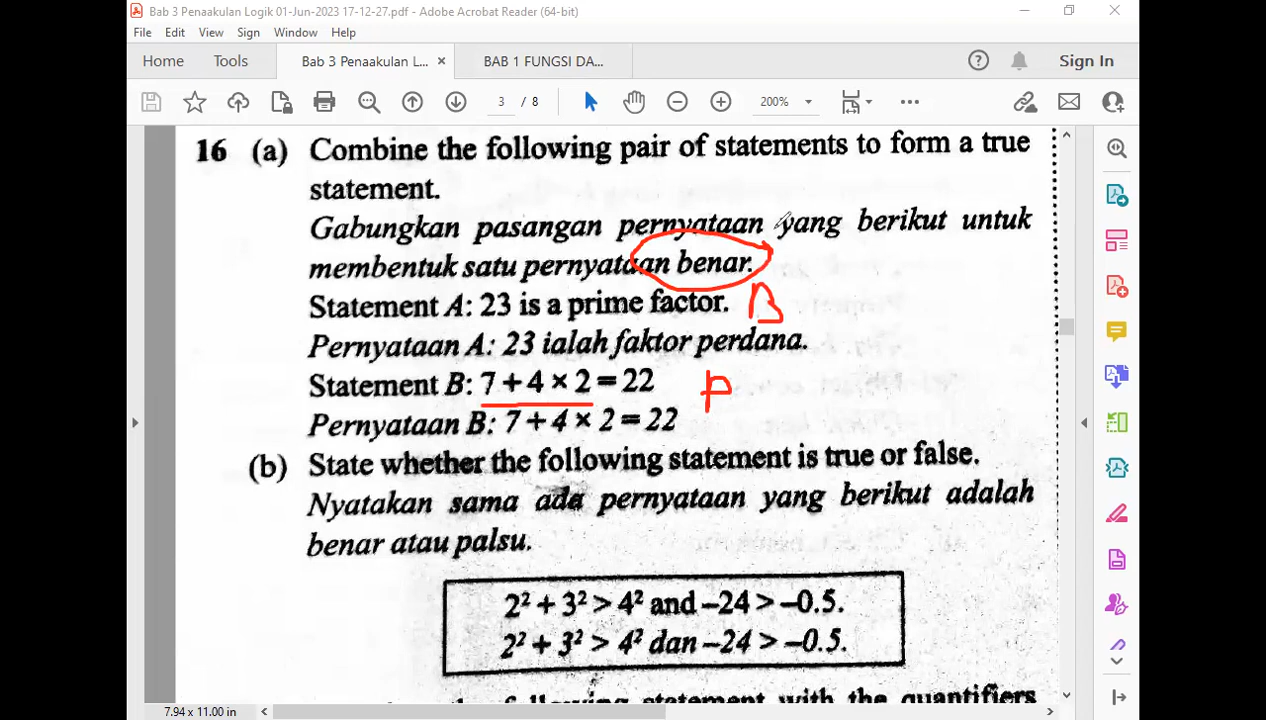 Bab 3 Penaakulan Logik 01-Jun-2023 17-12-27.pdf - Adobe Acrobat Reader (64-bit)
File Edit View Sign Window Help
Home Tools Bab 3 Penaakulan L... × BAB 1 FUNGSI DA... Sign In
3 / 8 200%
16 (a) Combine the following pair of statements to form a true
statement.
Gabungkan pasangan pernyataan yang berikut untuk
membentuk satu pernyataan benar.
Statement A: 23 is a prime factor. B
Pernyataan A: 23 ialah faktor perdana.
Statement B: 7 + 4 × 2 = 22 P
Pernyataan B: 7 + 4 × 2 = 22
(b) State whether the following statement is true or false.
Nyatakan sama ada pernyataan yang berikut adalah
benar atau palsu.
2² + 3² > 4² and –24 > –0.5.
2² + 3² > 4² dan –24 > –0.5.
following statement with the quantifiers
7.94 x 11.00 in